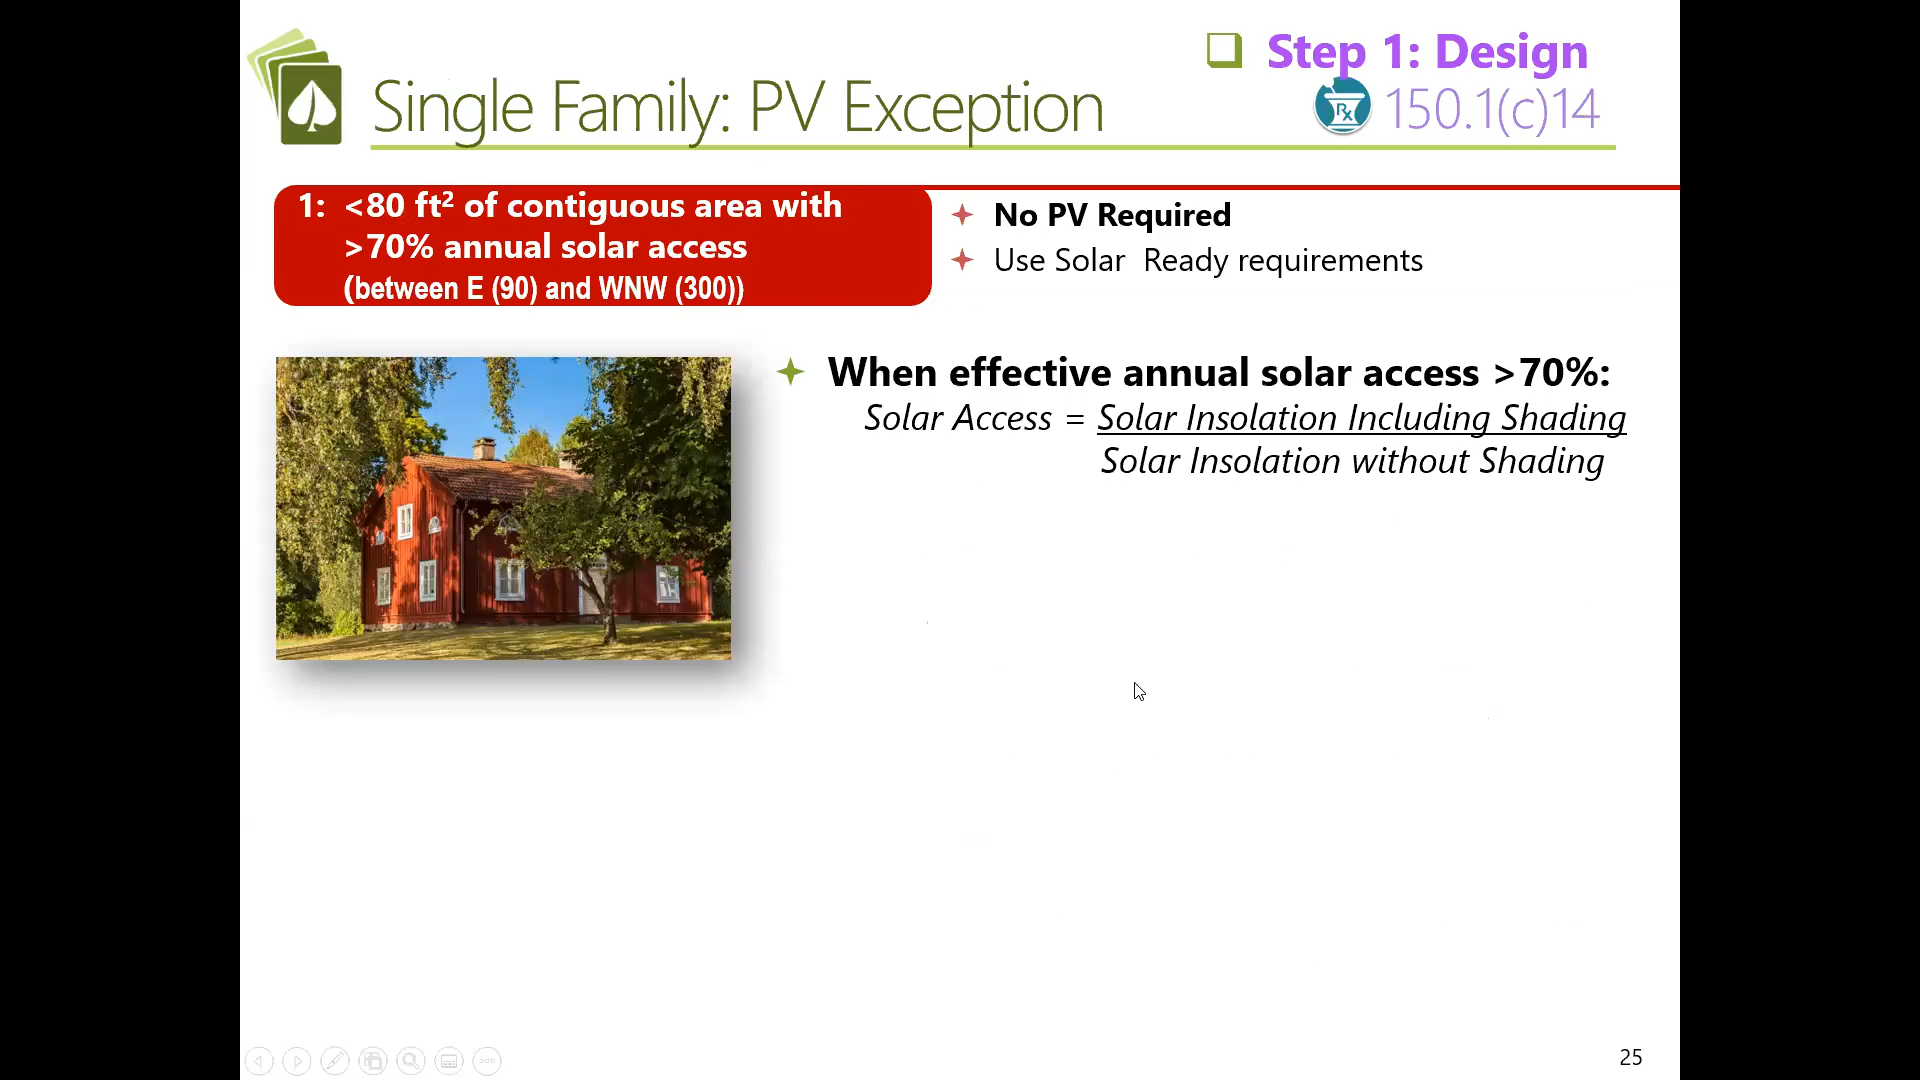 Step 1: Design
Single Family: PV Exception
Rx 150.1(c)14
1: <80 ft² of contiguous area with
>70% annual solar access
(between E (90) and WNW (300))
No PV Required
Use Solar Ready requirements
When effective annual solar access >70%:
Solar Access = Solar Insolation Including Shading
Solar Insolation without Shading
25